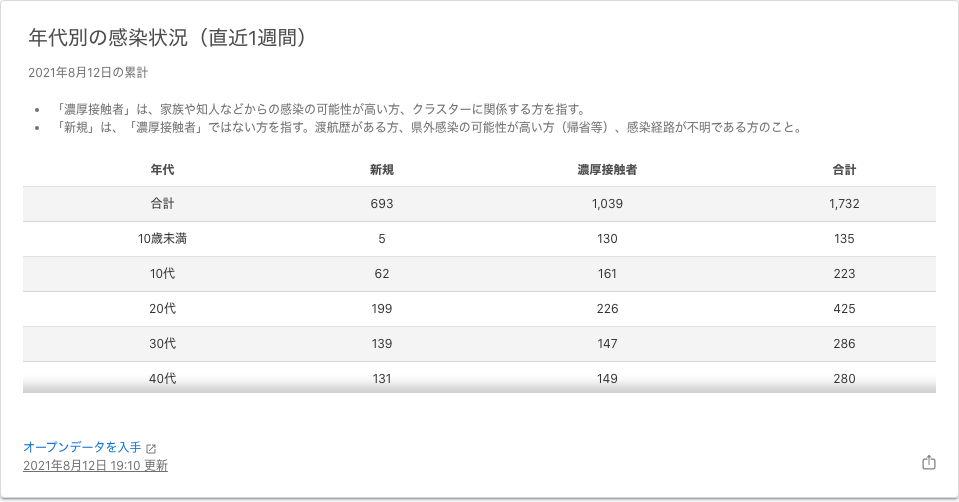 年代別の感染状況（直近1週間）
2021年8月12日の累計
• 「濃厚接触者」は、家族や知人などからの感染の可能性が高い方、クラスターに関係する方を指す。
• 「新規」は、「濃厚接触者」ではない方を指す。渡航歴がある方、県外感染の可能性が高い方（帰省等）、感染経路が不明である方のこと。
年代 新規 濃厚接触者 合計
合計 693 1,039 1,732
10歳未満 5 130 135
10代 62 161 223
20代 199 226 425
30代 139 147 286
40代 131 149 280
オープンデータを入手
2021年8月12日 19:10 更新